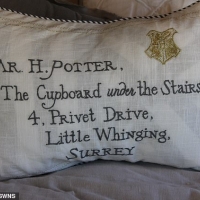 MR. H. POTTER,
The Cupboard under the Stairs
4. Privet Drive,
Little Whinging,
SURREY